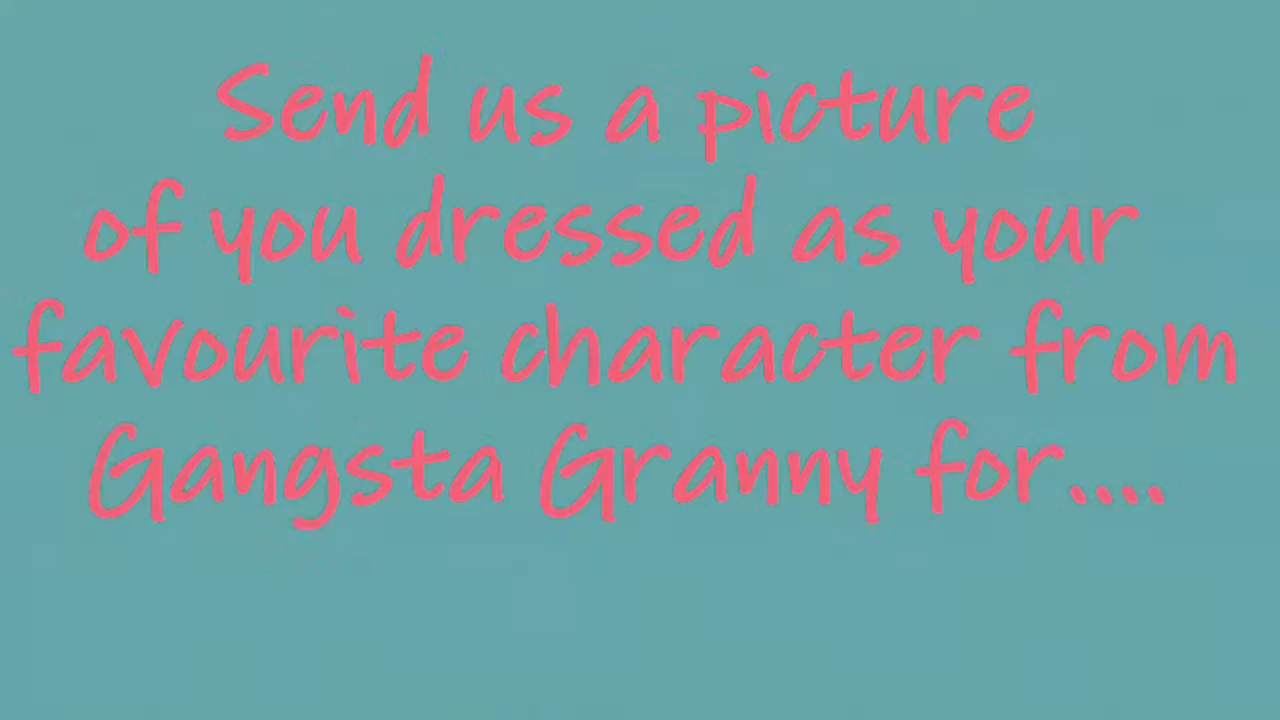 Send us a picture
of you dressed as your
favourite character from
Gangsta Granny for....